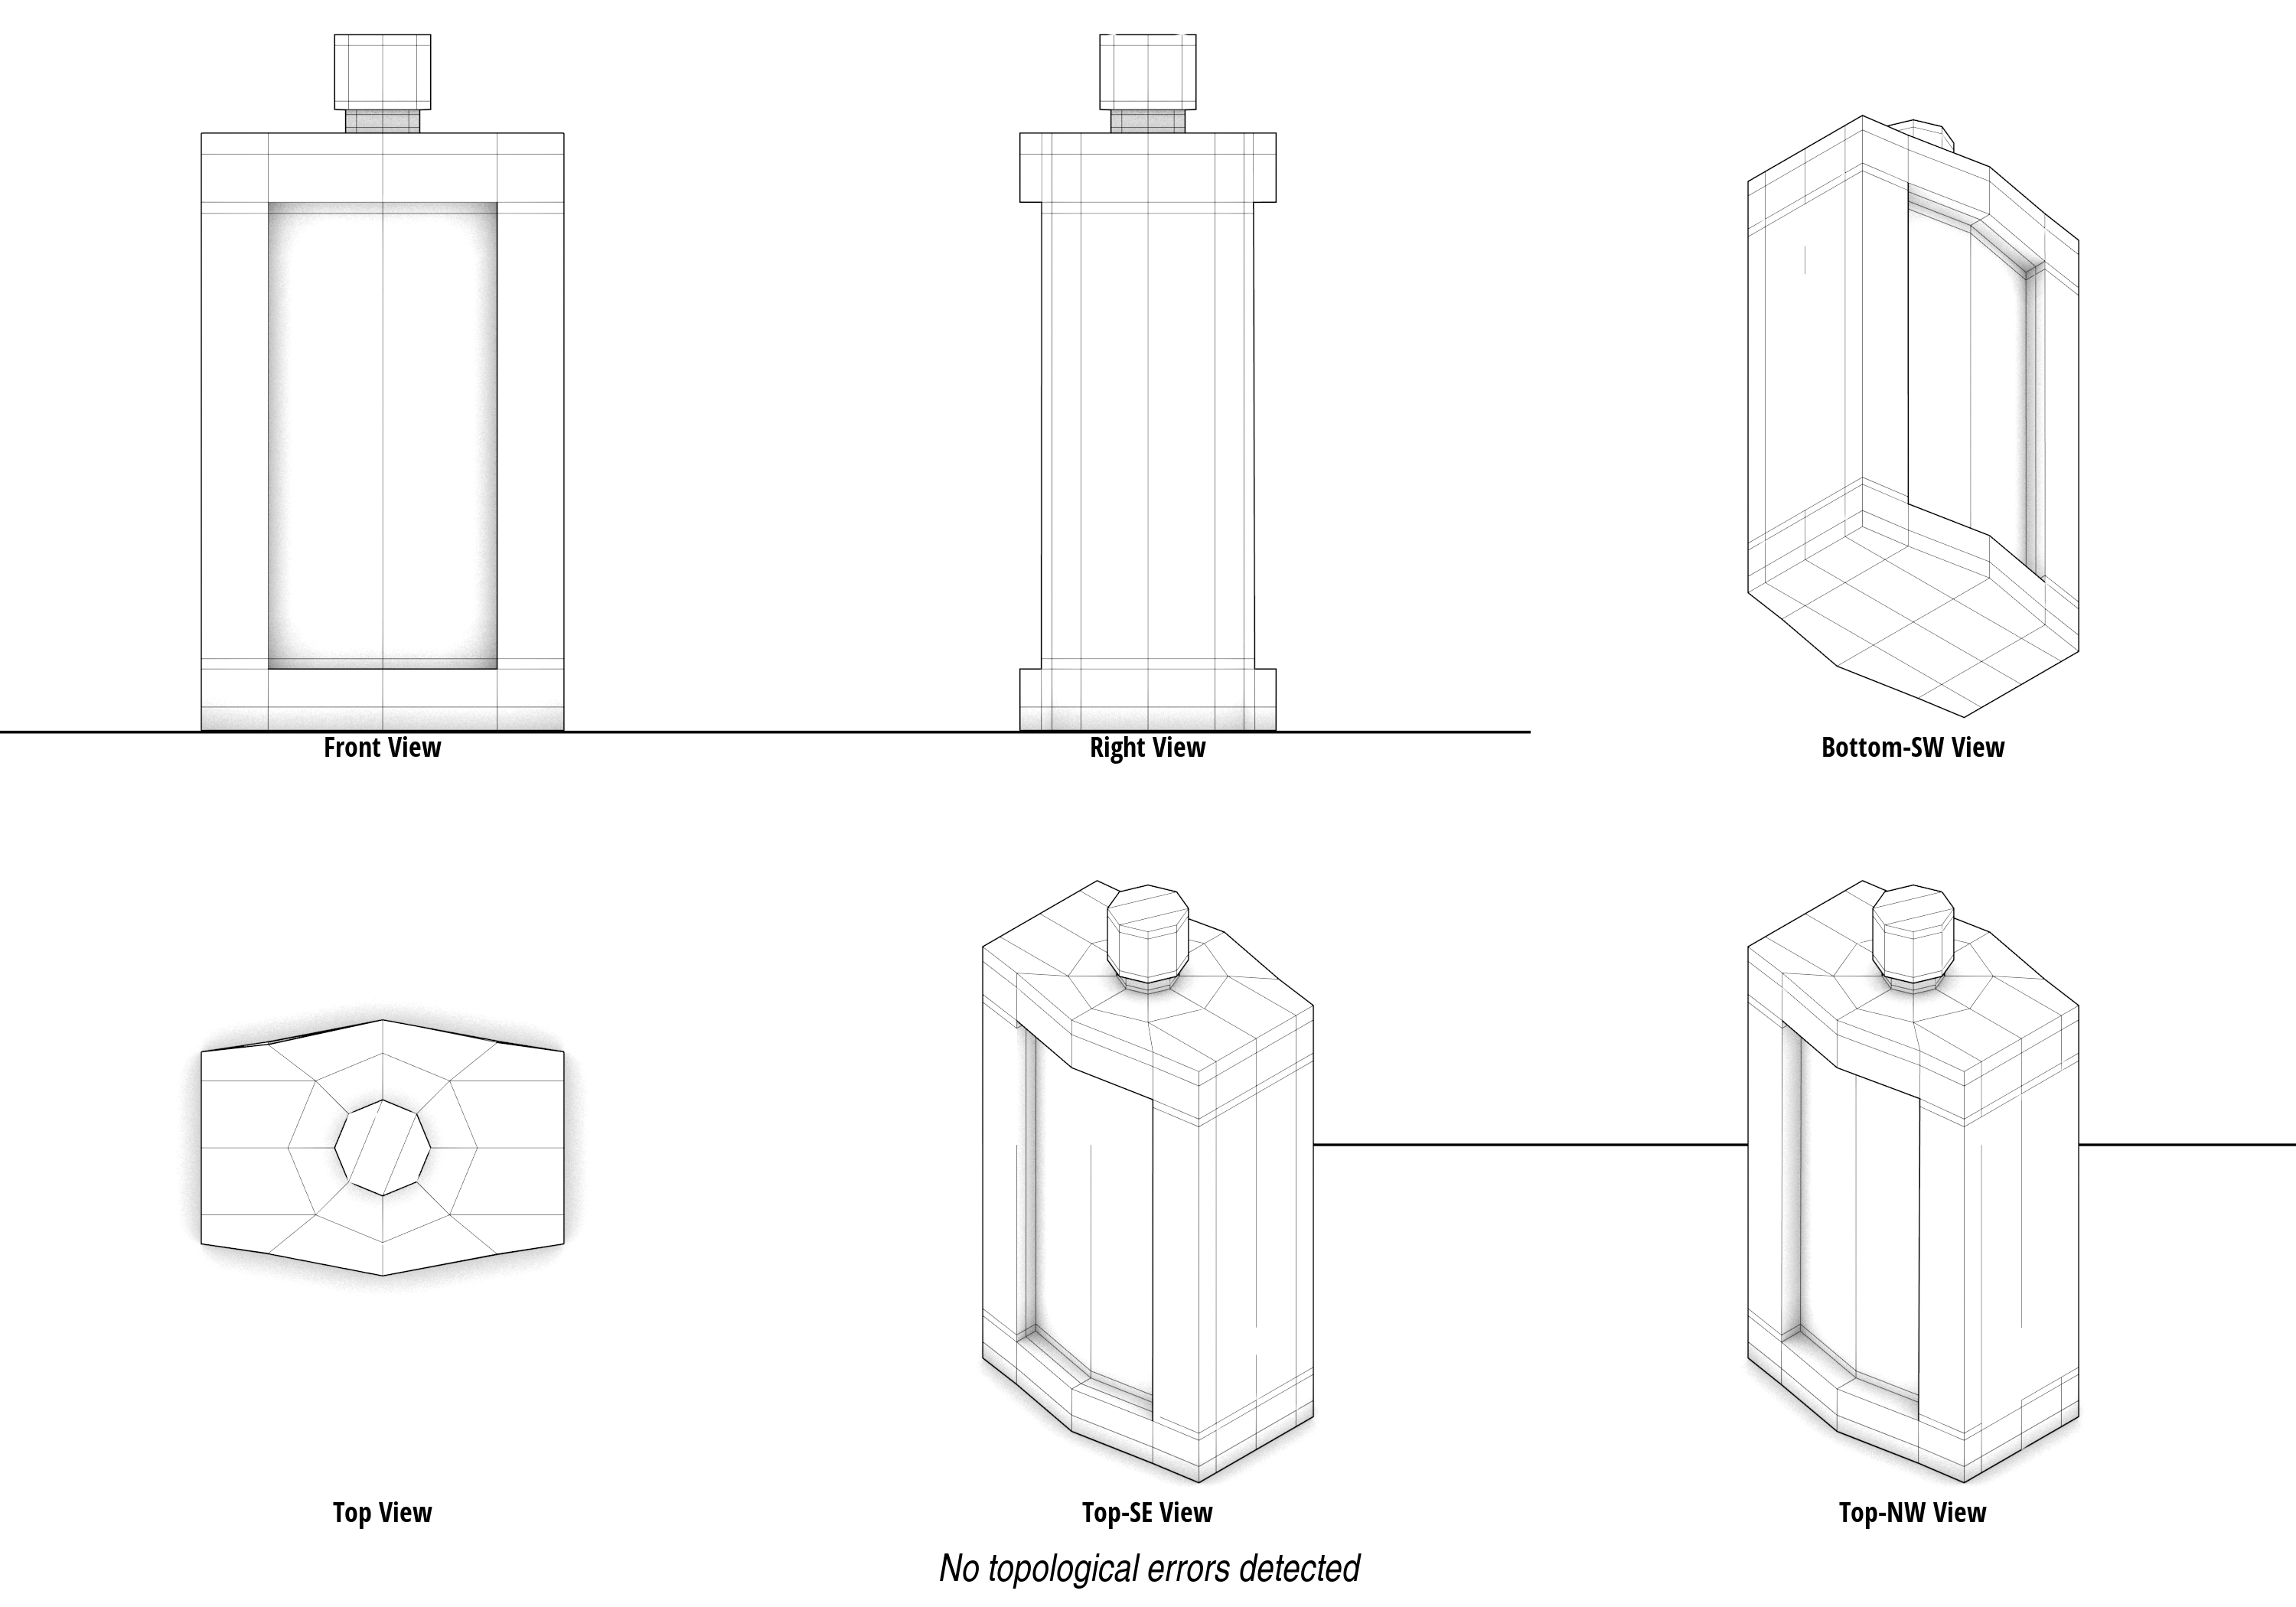 Front View
Right View
Bottom-SW View
Top View
Top-SE View
Top-NW View
No topological errors detected